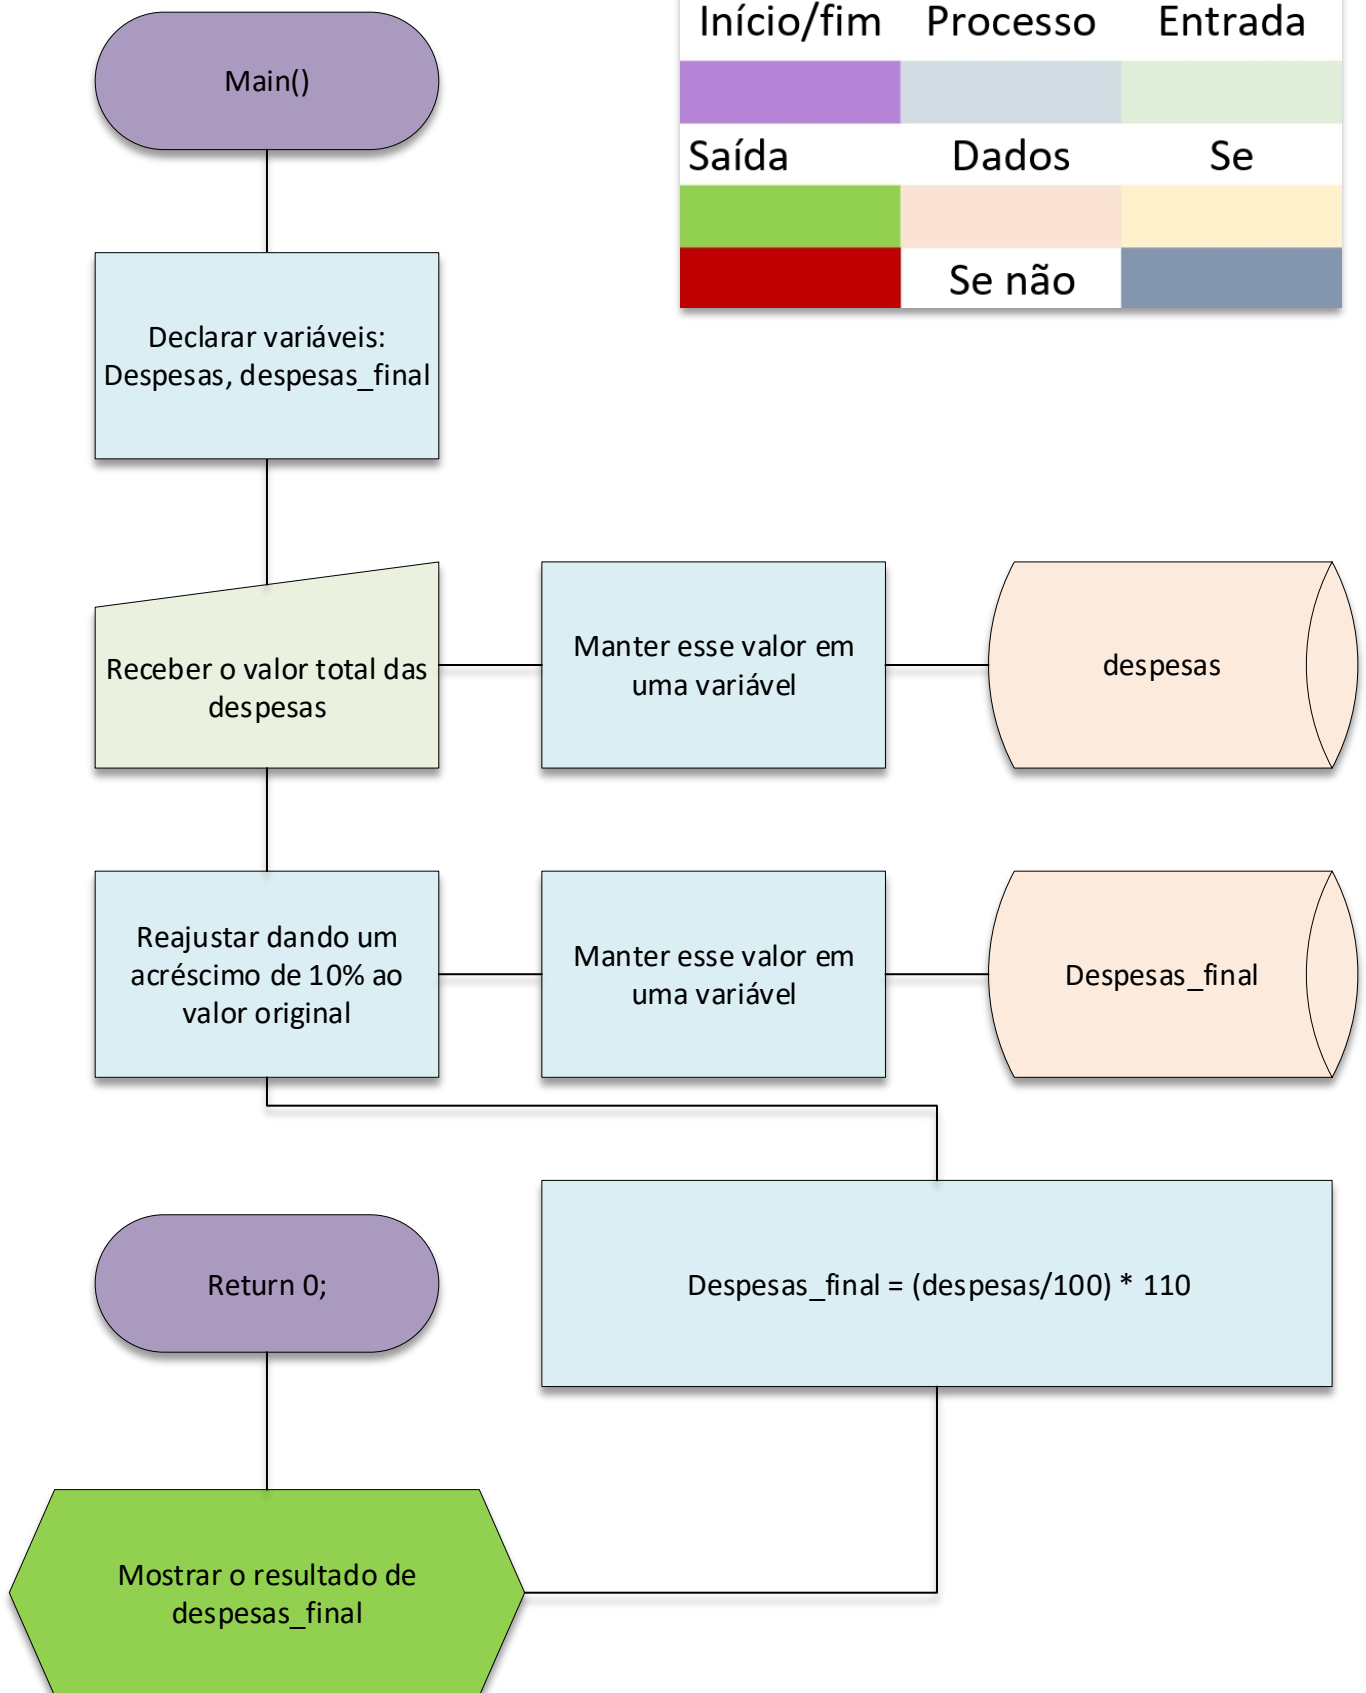 Início/fim Processo Entrada
Saída Dados Se
Se não
Main()
Declarar variáveis:
Despesas, despesas_final
Receber o valor total das
despesas
Manter esse valor em
uma variável
despesas
Reajustar dando um
acréscimo de 10% ao
valor original
Manter esse valor em
uma variável
Despesas_final
Despesas_final = (despesas/100) * 110
Return 0;
Mostrar o resultado de
despesas_final